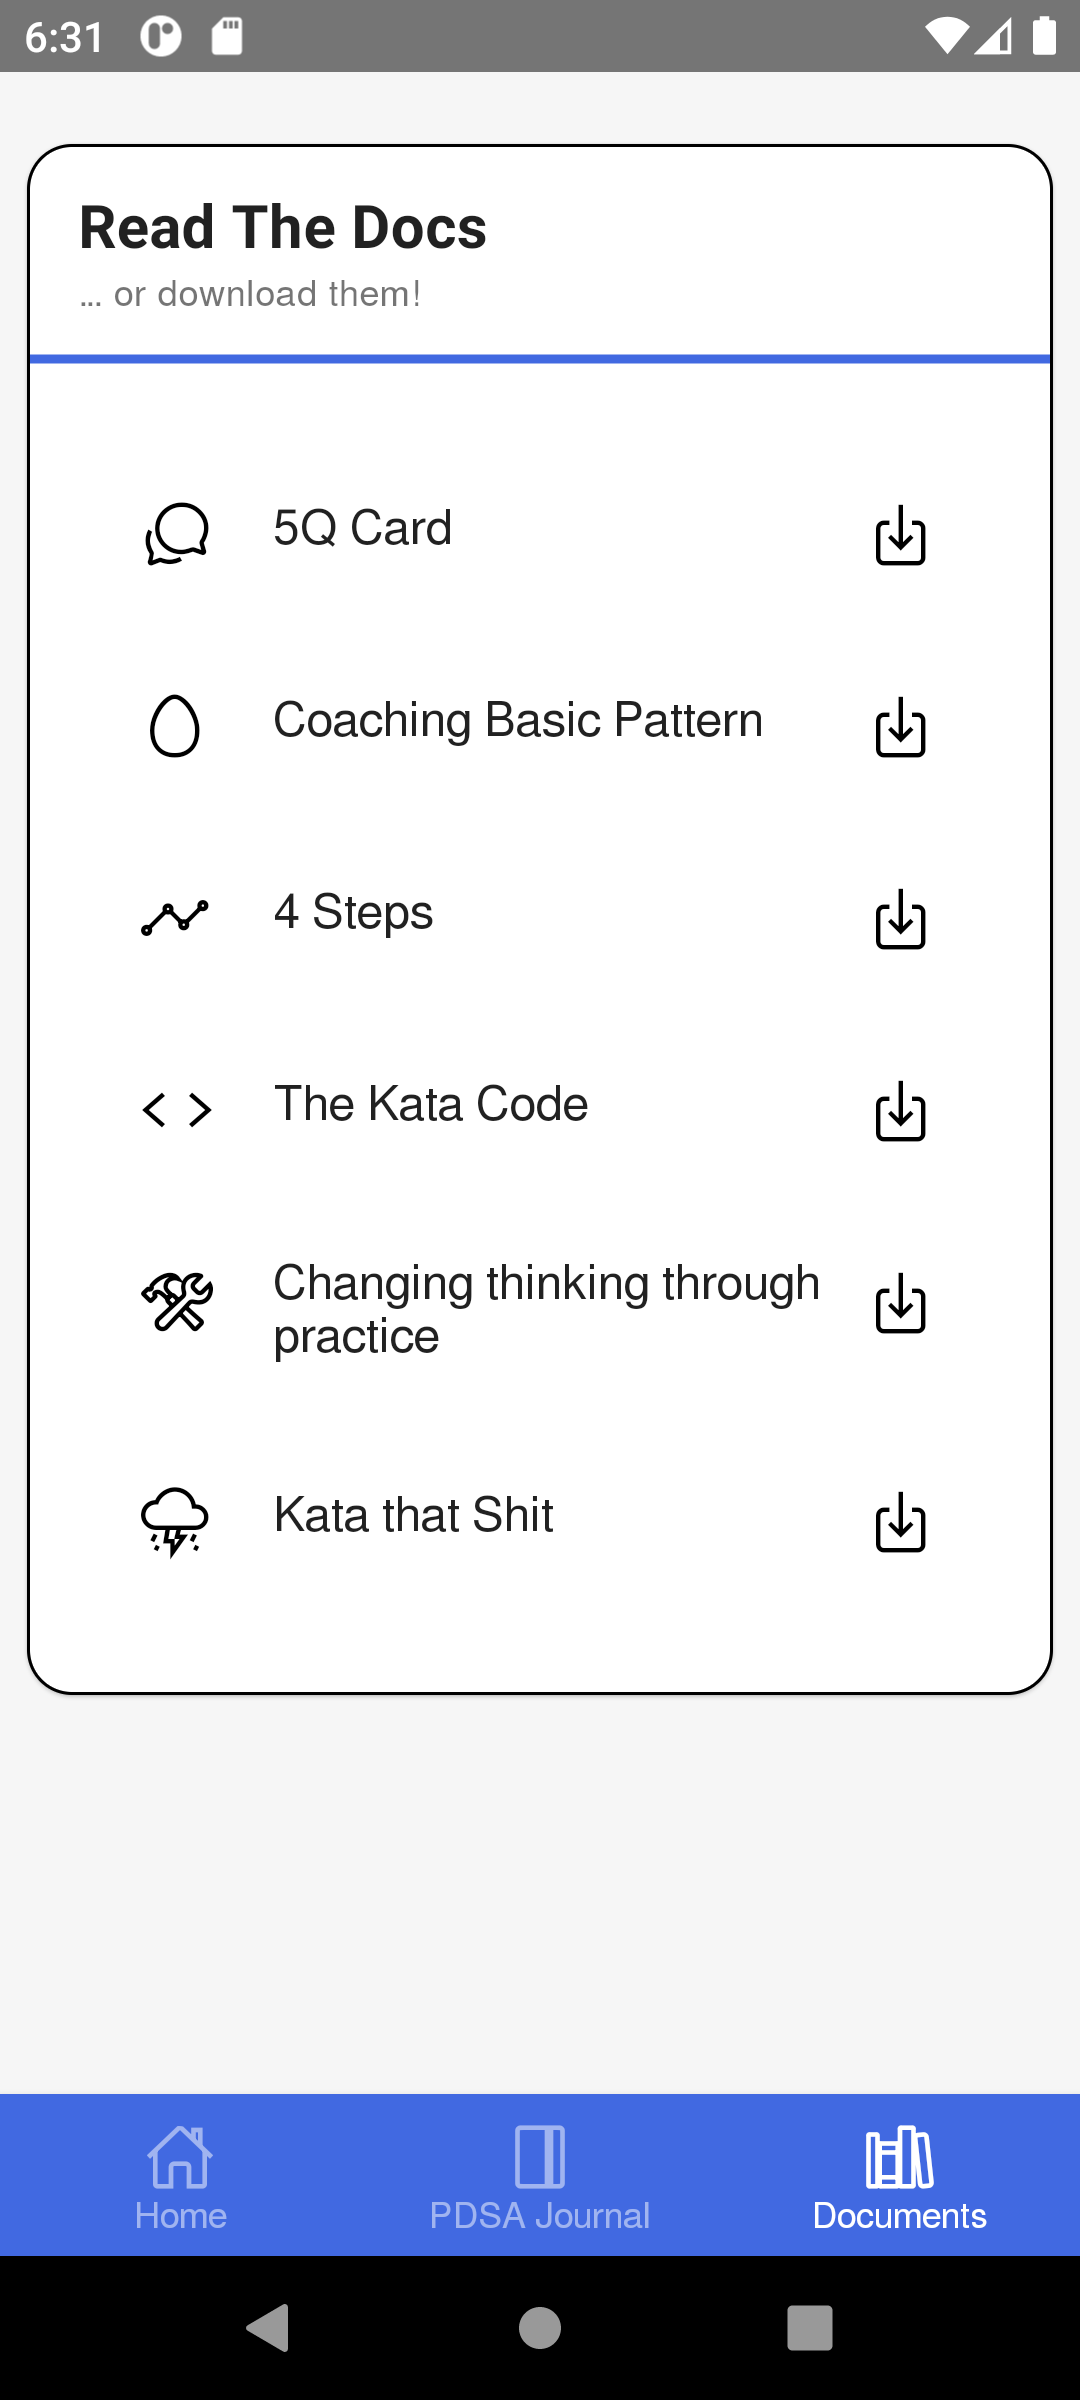 6:31
Read The Docs
... or download them!
5Q Card
Coaching Basic Pattern
4 Steps
The Kata Code
Changing thinking through
practice
Kata that Shit
Home
PDSA Journal
Documents